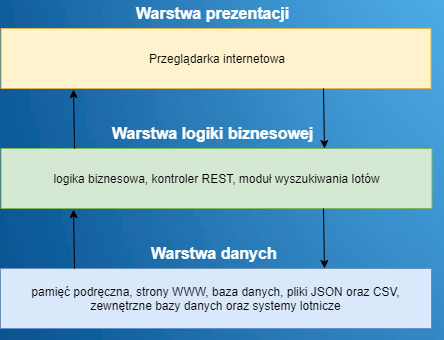 Warstwa prezentacji
Przeglądarka internetowa
Warstwa logiki biznesowej
logika biznesowa, kontroler REST, moduł wyszukiwania lotów
Warstwa danych
pamięć podręczna, strony WWW, baza danych, pliki JSON oraz CSV,
zewnętrzne bazy danych oraz systemy lotnicze